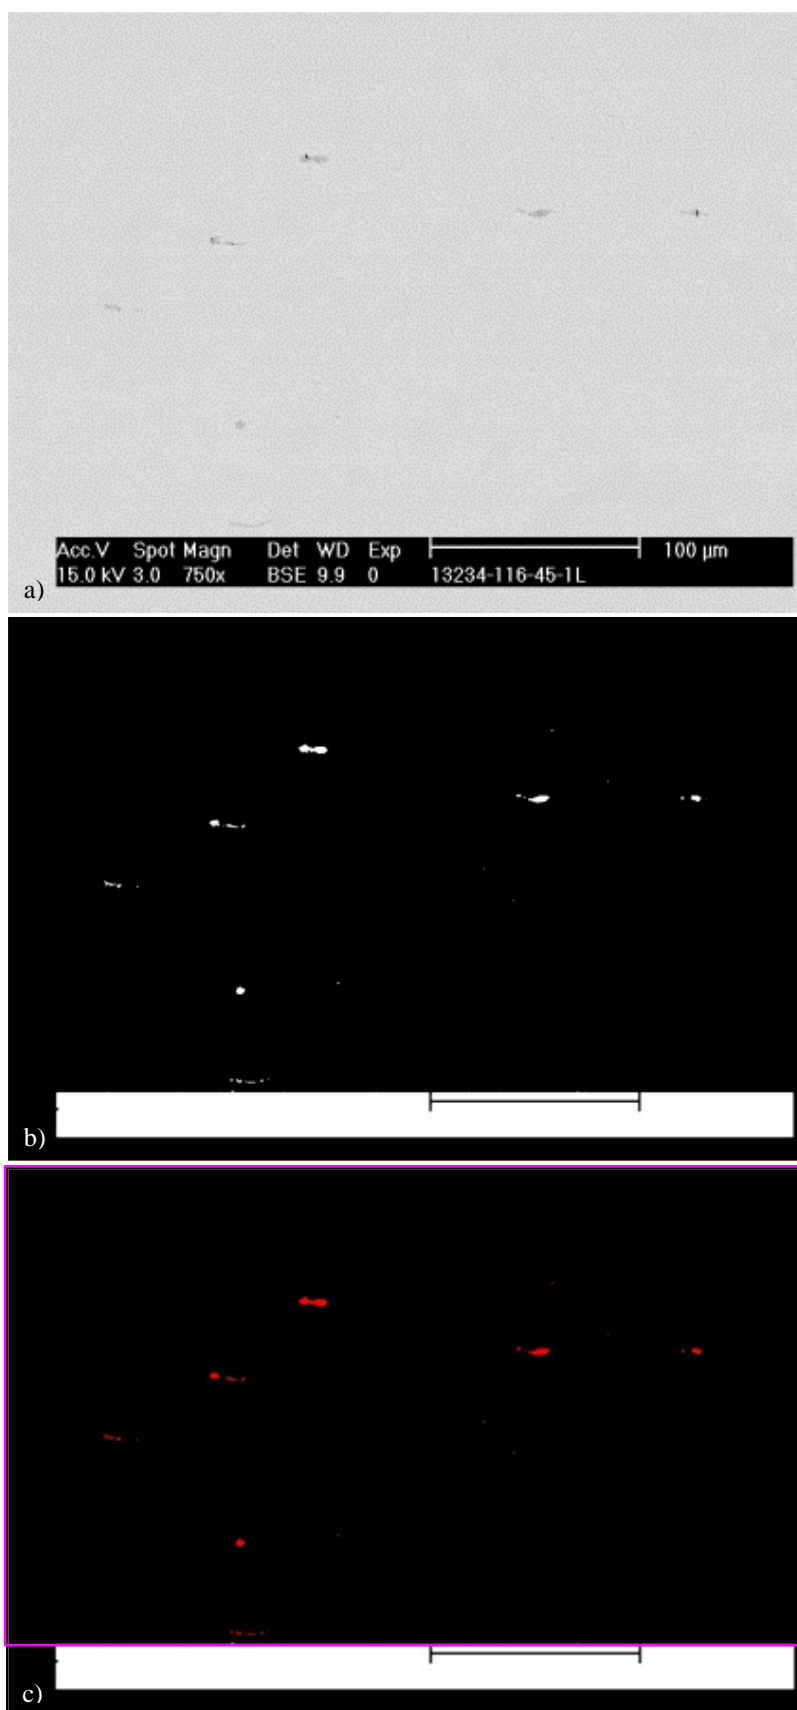 Acc.V Spot Magn Det WD Exp 100 µm
15.0 kV 3.0 750x BSE 9.9 0 13234-116-45-1L
a)
b)
c)